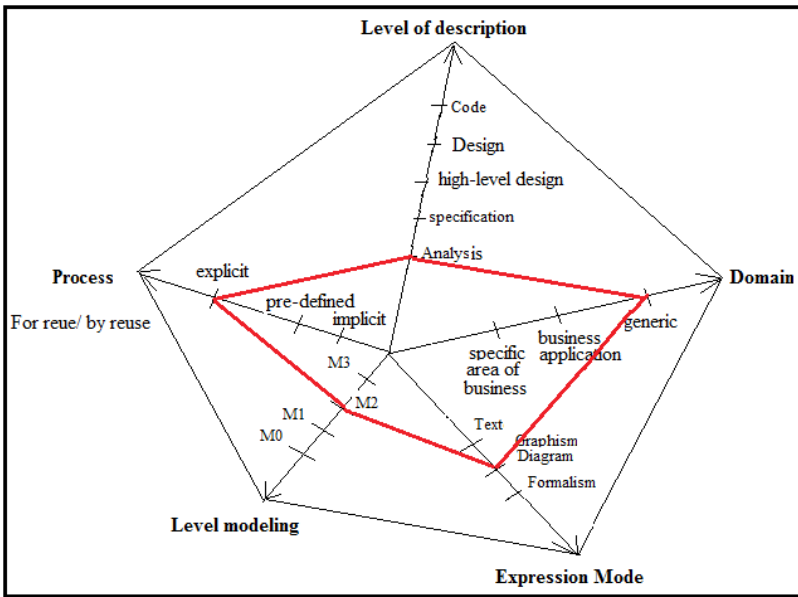 Level of description
Code
Design
high-level design
specification
Analysis
Process
explicit
Domain
For reue/ by reuse
pre-defined
implicit
generic
business
application
specific
area of
business
M3
M2
M1
M0
Text
Graphism
Diagram
Formalism
Level modeling
Expression Mode